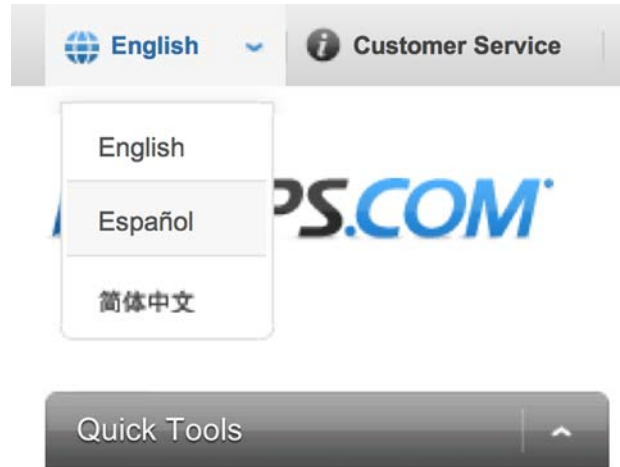 English Customer Service
English
PS.COM
Español
简体中文
Quick Tools